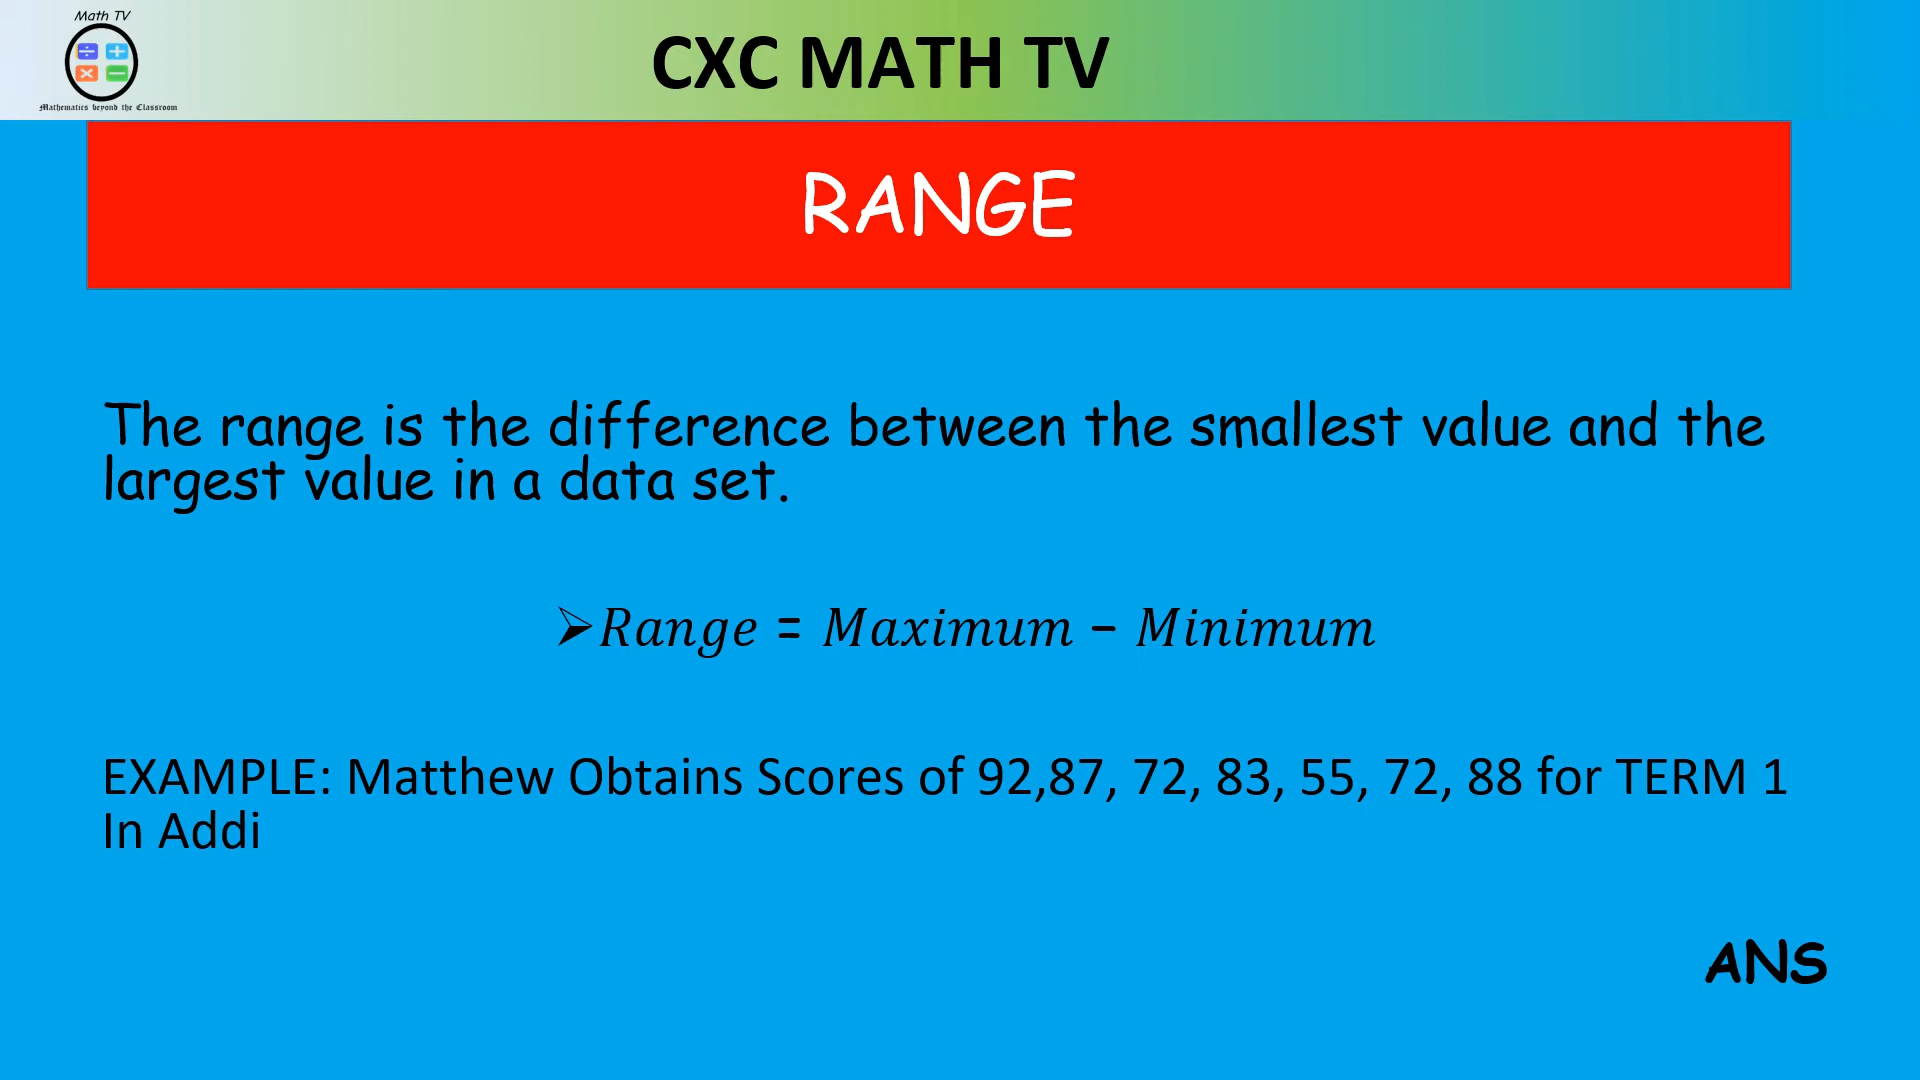 Math TV
Mathematics beyond the Classroom
CXC MATH TV
RANGE
The range is the difference between the smallest value and the
largest value in a data set.
➢Range = Maximum – Minimum
EXAMPLE: Matthew Obtains Scores of 92,87, 72, 83, 55, 72, 88 for TERM 1
In Addi
ANS